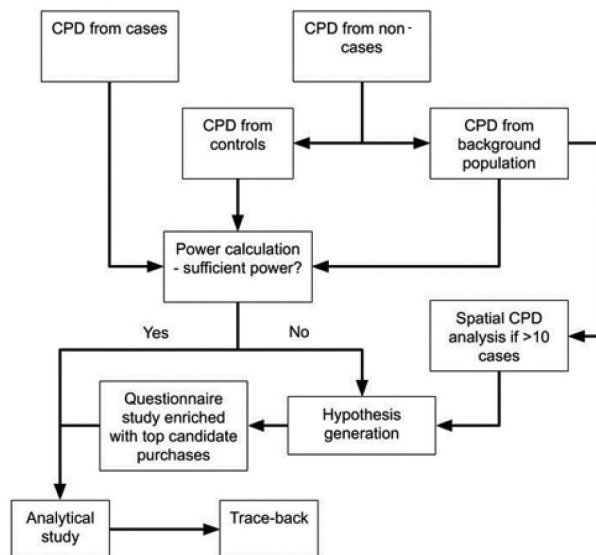 CPD from cases
CPD from non-
cases
CPD from
controls
CPD from
background
population
Power calculation
- sufficient power?
Yes
No
Spatial CPD
analysis if >10
cases
Questionnaire
study enriched
with top candidate
purchases
Hypothesis
generation
Analytical
study
Trace-back